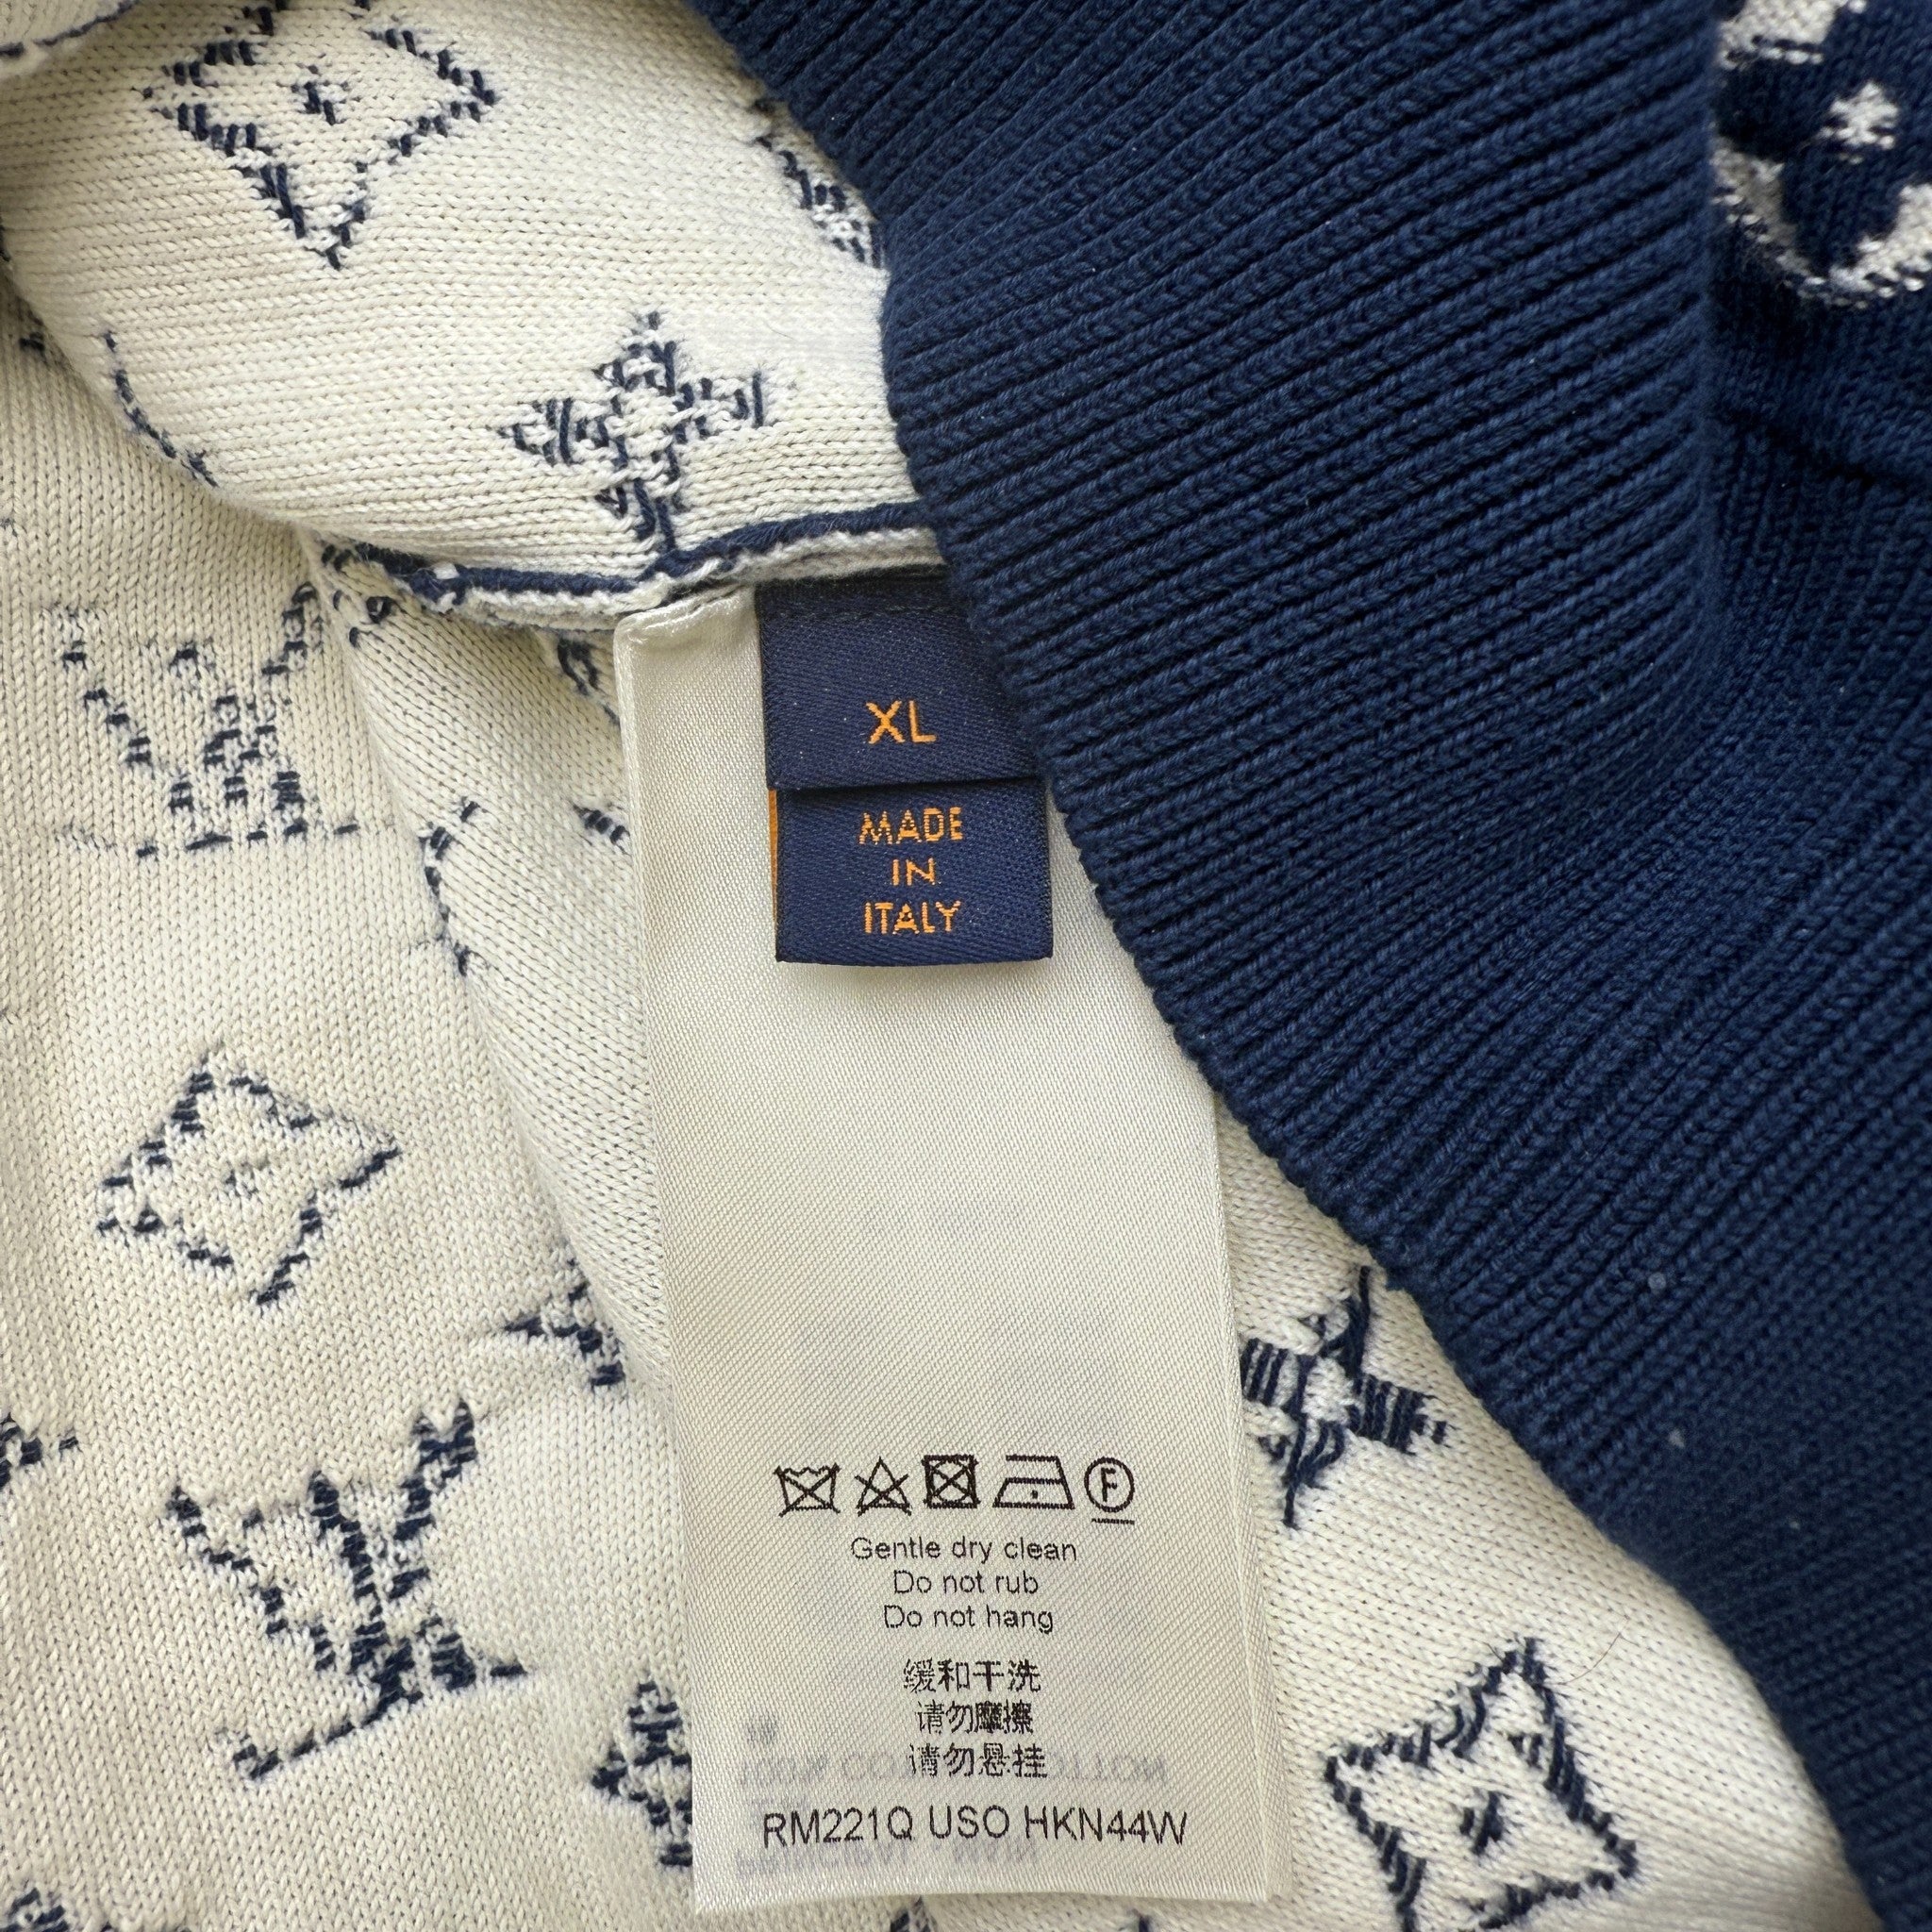 XL
MADE
IN
ITALY
F
Gentle dry clean
Do not rub
Do not hang
缓和干洗
请勿摩擦
请勿悬挂
RM221Q USO HKN44W